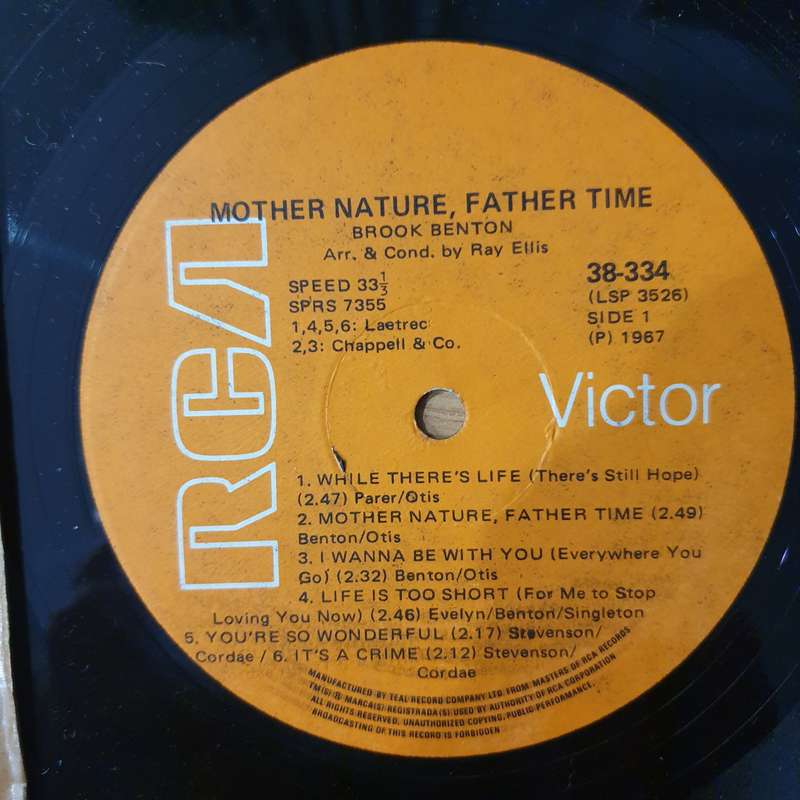 MOTHER NATURE, FATHER TIME
BROOK BENTON
Arr. & Cond. by Ray Ellis
SPEED 33⅓
SPRS 7355
1,4,5,6: Laetrec
2,3: Chappell & Co.
38-334
(LSP 3526)
SIDE 1
(P) 1967
RCA
Victor
1. WHILE THERE'S LIFE (There's Still Hope)
(2.47) Parer/Otis
2. MOTHER NATURE, FATHER TIME (2.49)
Benton/Otis
3. I WANNA BE WITH YOU (Everywhere You
Go) (2.32) Benton/Otis
4. LIFE IS TOO SHORT (For Me to Stop
Loving You Now) (2.46) Evelyn/Benton/Singleton
5. YOU'RE SO WONDERFUL (2.17) Stevenson/
Cordae / 6. IT'S A CRIME (2.12) Stevenson/
Cordae
MANUFACTURED BY TEAL RECORD COMPANY LTD. FROM MASTERS OF RCA RECORDS
TM(S) ® MARCA(S) REGISTRADA(S) USED BY AUTHORITY OF RCA CORPORATION
ALL RIGHTS RESERVED. UNAUTHORIZED COPYING, PUBLIC PERFORMANCE,
BROADCASTING OF THIS RECORD IS FORBIDDEN